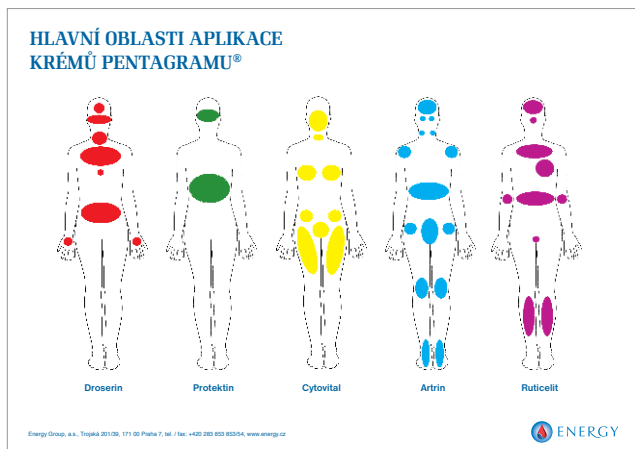 HLAVNÍ OBLASTI APLIKACE
KRÉMŮ PENTAGRAMU®
Droserin
Protektin
Cytovital
Artrin
Ruticelit
Energy Group, a.s., Trojská 201/39, 171 00 Praha 7, tel. / fax: +420 283 853 853/54, www.energy.cz
ENERGY